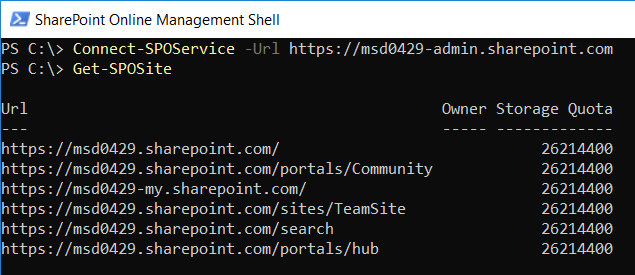 SharePoint Online Management Shell
PS C:\> Connect-SPOService -Url https://msd0429-admin.sharepoint.com
PS C:\> Get-SPOSite
Url Owner Storage Quota
--- ----- -------------
https://msd0429.sharepoint.com/ 26214400
https://msd0429.sharepoint.com/portals/Community 26214400
https://msd0429-my.sharepoint.com/ 26214400
https://msd0429.sharepoint.com/sites/TeamSite 26214400
https://msd0429.sharepoint.com/search 26214400
https://msd0429.sharepoint.com/portals/hub 26214400